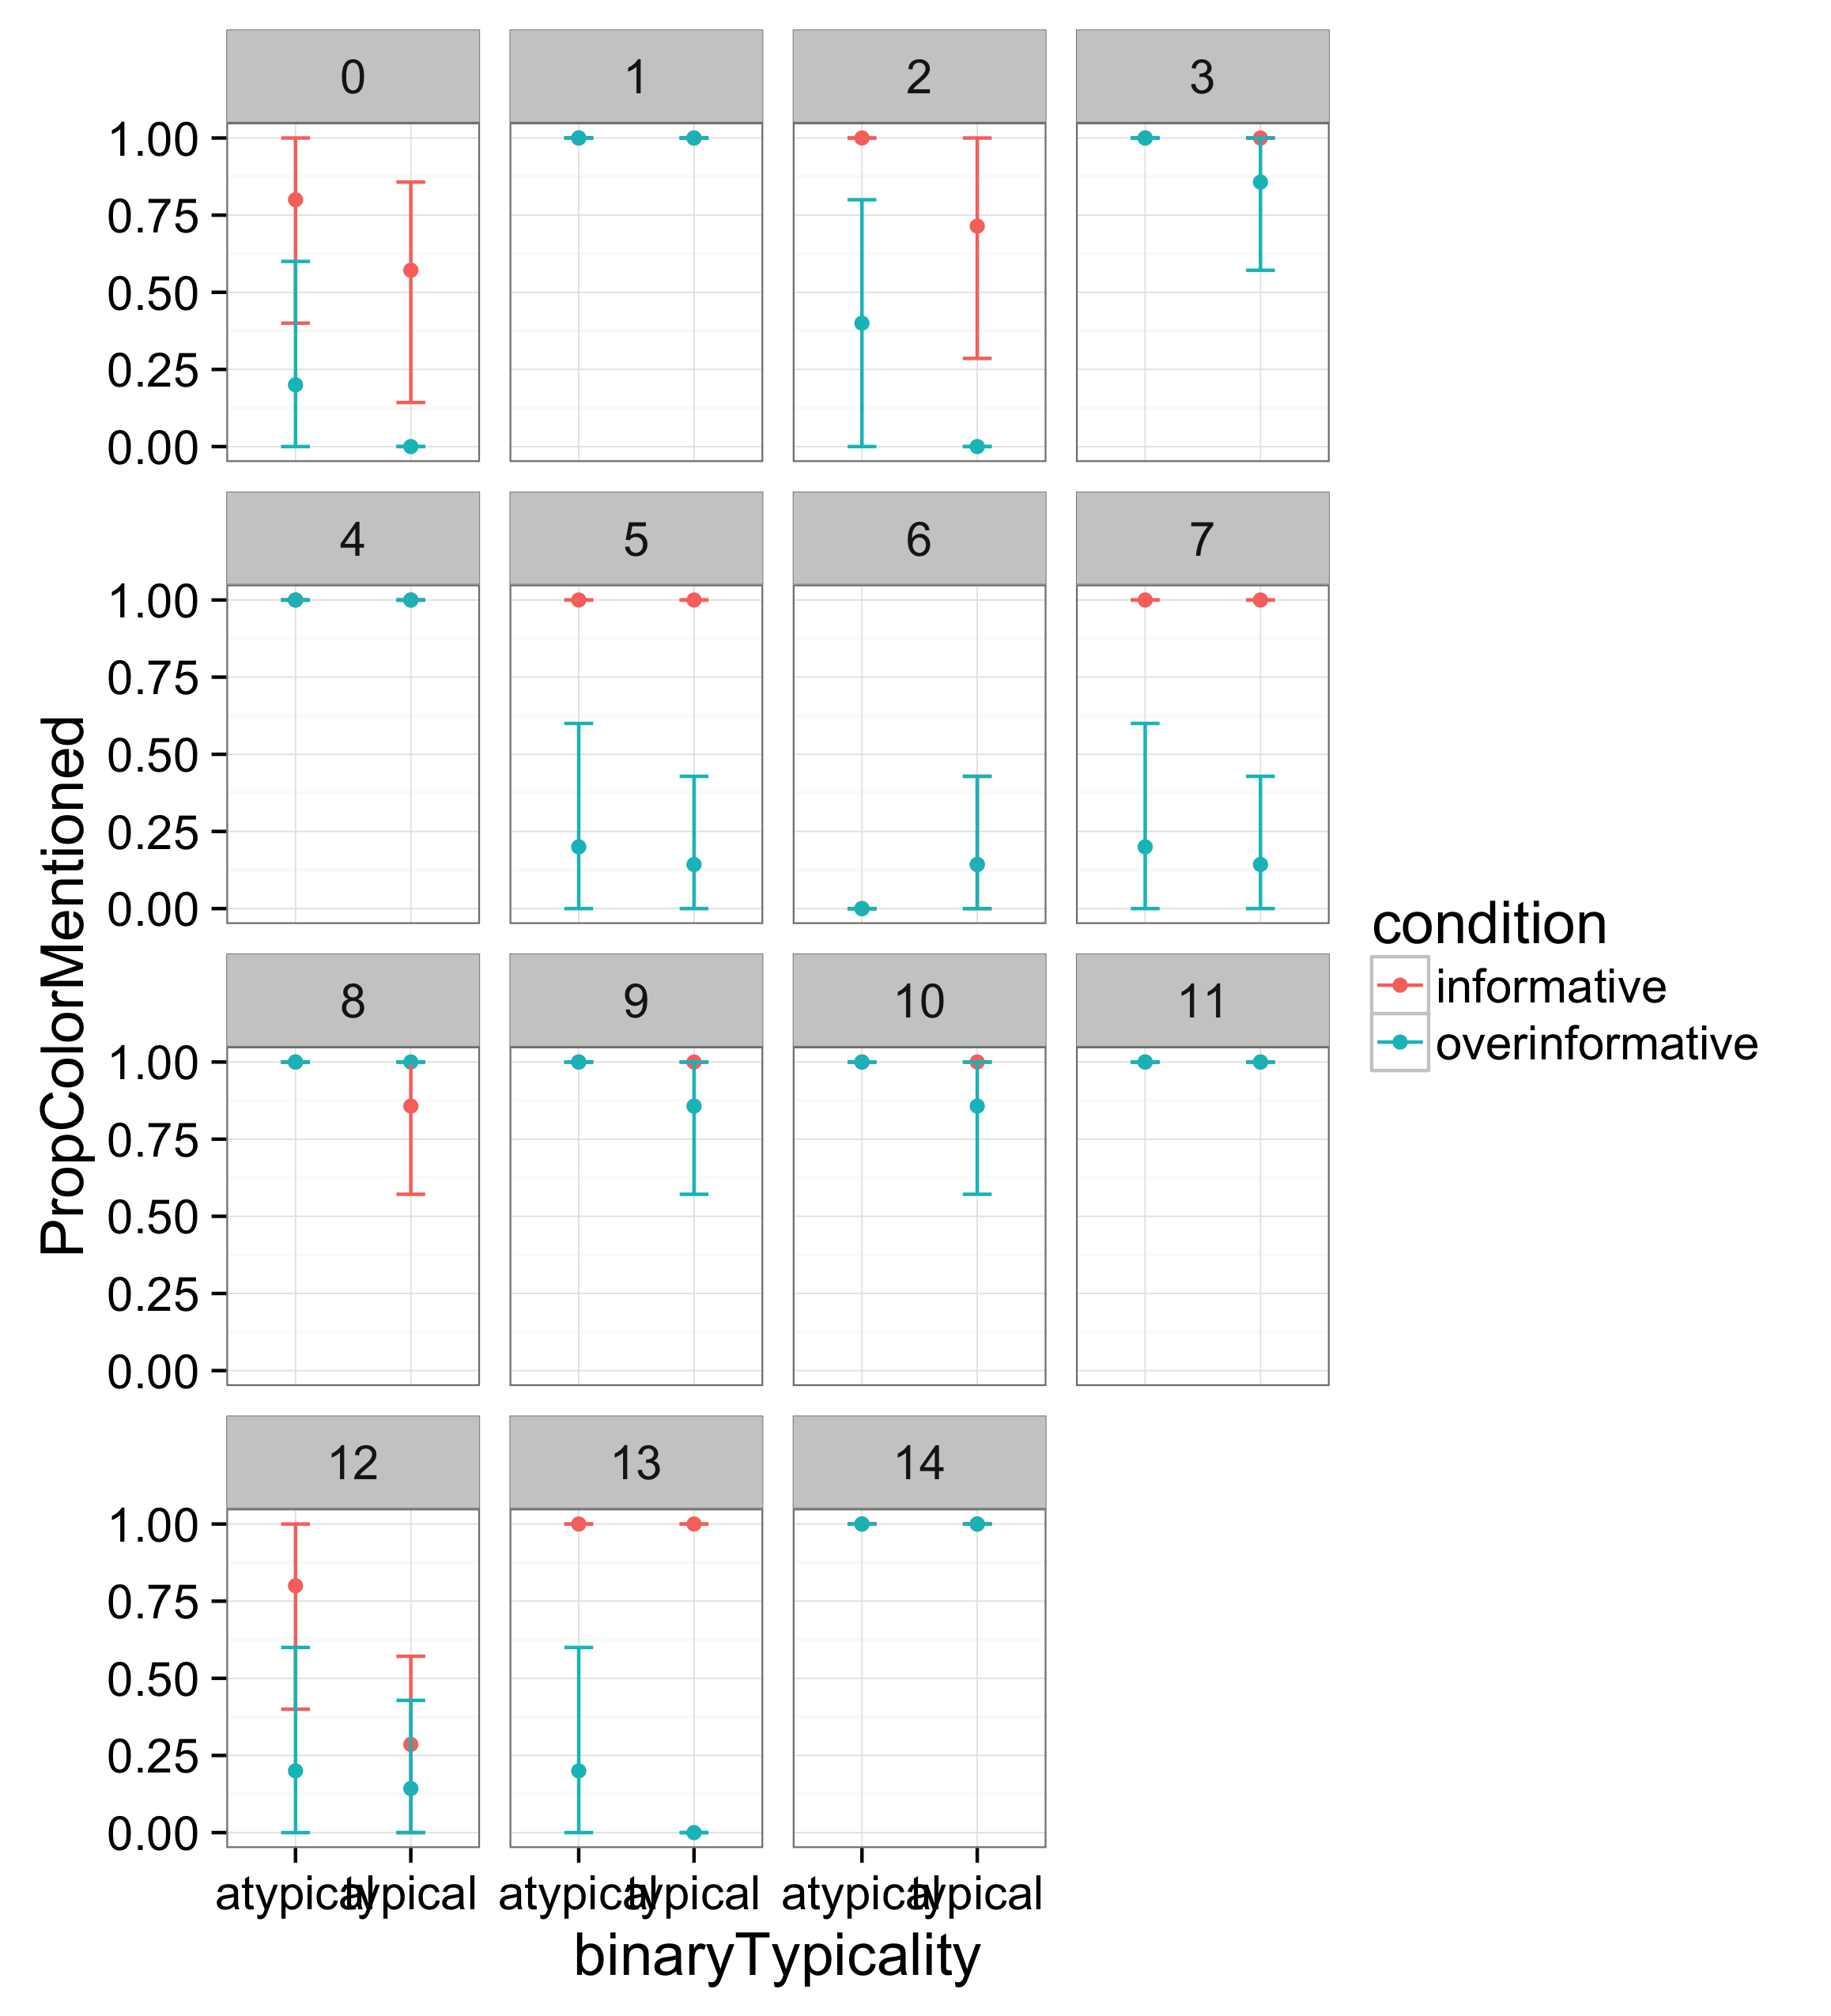 0 1 2 3
1.00
0.75
0.50
0.25
0.00
4 5 6 7
1.00
0.75
0.50
0.25
0.00
8 9 10 11
1.00
0.75
0.50
0.25
0.00
12 13 14
1.00
0.75
0.50
0.25
0.00
atypical typical atypical typical atypical typical
binaryTypicality
PropColorMentioned
condition
informative
overinformative